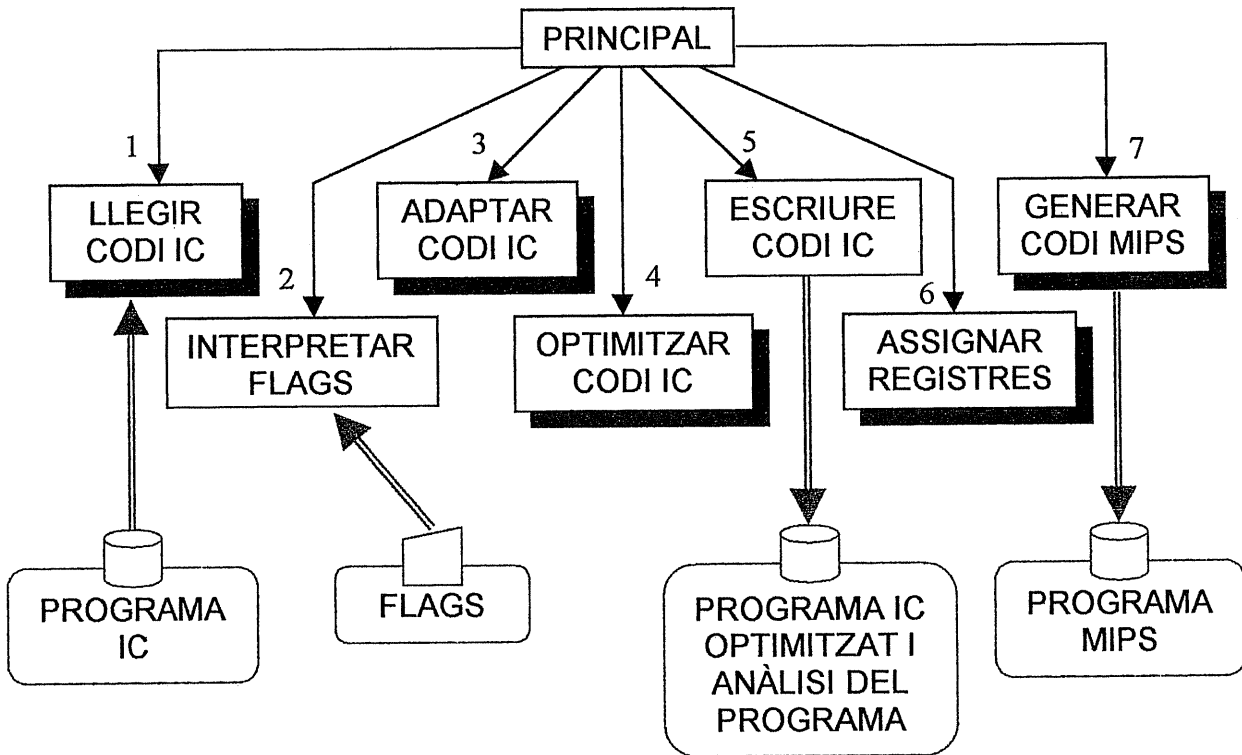 PRINCIPAL
1
LLEGIR
CODI IC
2
INTERPRETAR
FLAGS
3
ADAPTAR
CODI IC
4
OPTIMITZAR
CODI IC
5
ESCRIURE
CODI IC
6
ASSIGNAR
REGISTRES
7
GENERAR
CODI MIPS
PROGRAMA
IC
FLAGS
PROGRAMA IC
OPTIMITZAT I
ANÀLISI DEL
PROGRAMA
PROGRAMA
MIPS